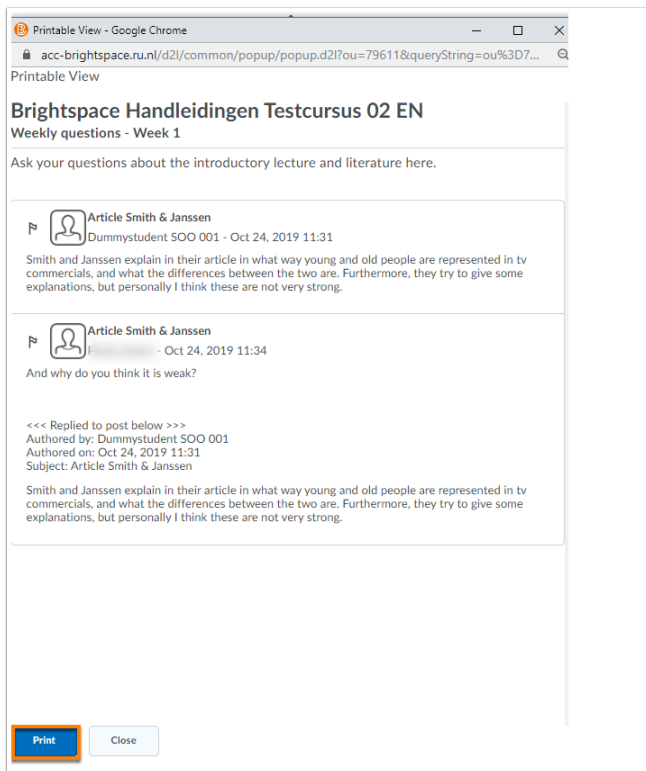 Printable View - Google Chrome
acc-brightspace.ru.nl/d2l/common/popup/popup.d2l?ou=79611&queryString=ou%3D7...
Printable View
Brightspace Handleidingen Testcursus 02 EN
Weekly questions - Week 1
Ask your questions about the introductory lecture and literature here.
Article Smith & Janssen
Dummystudent SOO 001 - Oct 24, 2019 11:31
Smith and Janssen explain in their article in what way young and old people are represented in tv
commercials, and what the differences between the two are. Furthermore, they try to give some
explanations, but personally I think these are not very strong.
Article Smith & Janssen
- Oct 24, 2019 11:34
And why do you think it is weak?
<<< Replied to post below >>>
Authored by: Dummystudent SOO 001
Authored on: Oct 24, 2019 11:31
Subject: Article Smith & Janssen
Smith and Janssen explain in their article in what way young and old people are represented in tv
commercials, and what the differences between the two are. Furthermore, they try to give some
explanations, but personally I think these are not very strong.
Print
Close